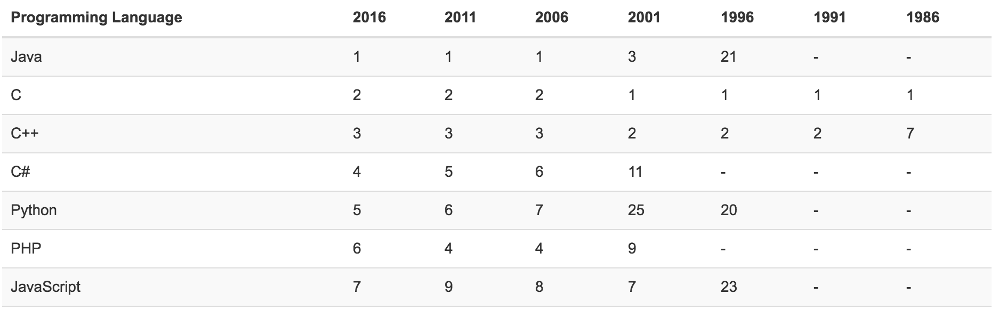 Programming Language 2016 2011 2006 2001 1996 1991 1986
Java 1 1 1 3 21 - -
C 2 2 2 1 1 1 1
C++ 3 3 3 2 2 2 7
C# 4 5 6 11 - - -
Python 5 6 7 25 20 - -
PHP 6 4 4 9 - - -
JavaScript 7 9 8 7 23 - -